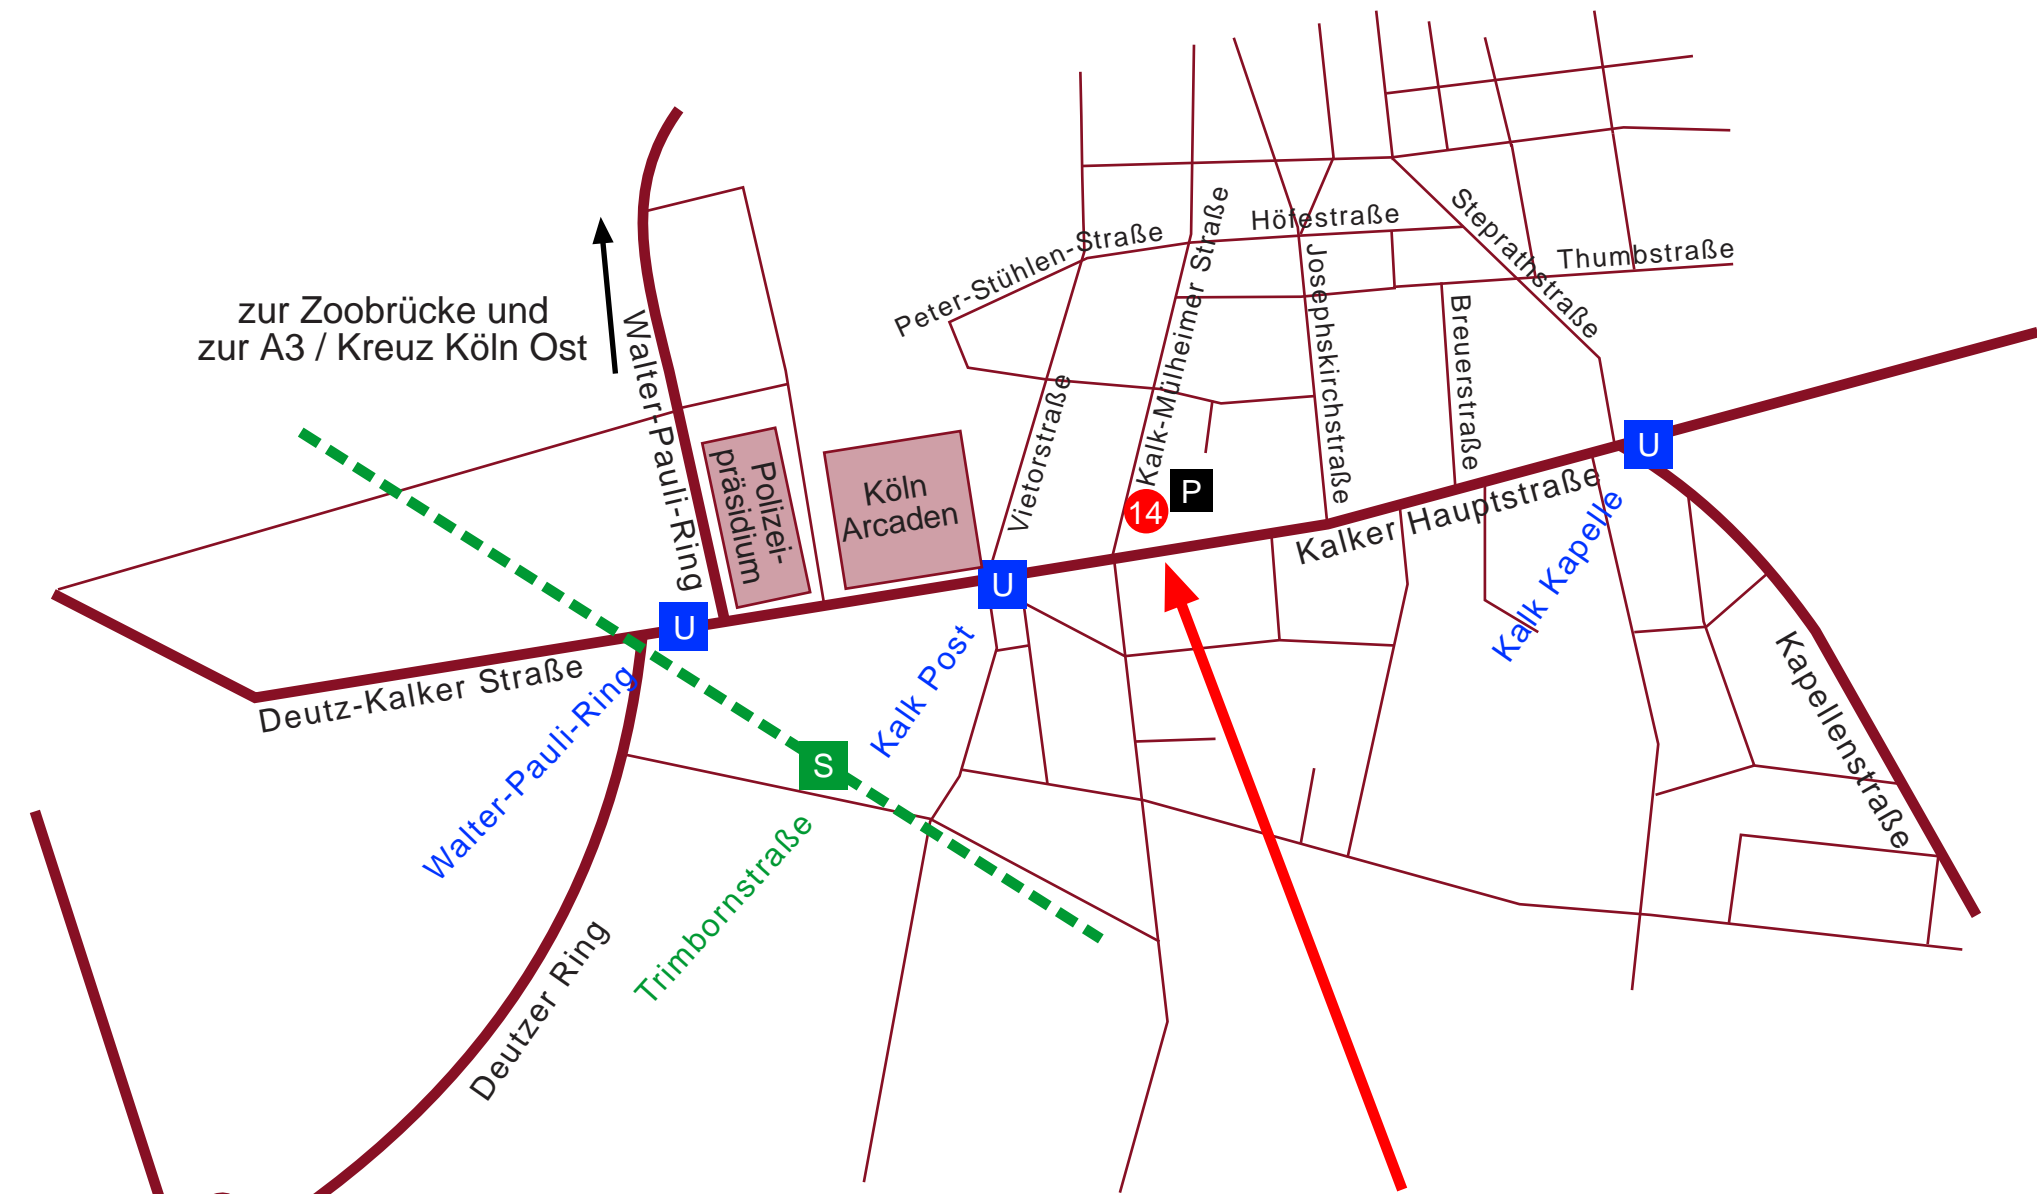 Höfestraße
Steprathstraße
Thumbstraße
Peter-Stühlen-Straße
Kalk-Mülheimer Straße
Josephskirchstraße
Breuerstraße
zur Zoobrücke und
zur A3 / Kreuz Köln Ost
Walter-Pauli-Ring
Polizei-
präsidium
Köln
Arcaden
Vietorstraße
14
P
U
Kalker Hauptstraße
Kalk Kapelle
U
Kalk Post
U
Walter-Pauli-Ring
Deutz-Kalker Straße
S
Trimbornstraße
Deutzer Ring
Kapellenstraße